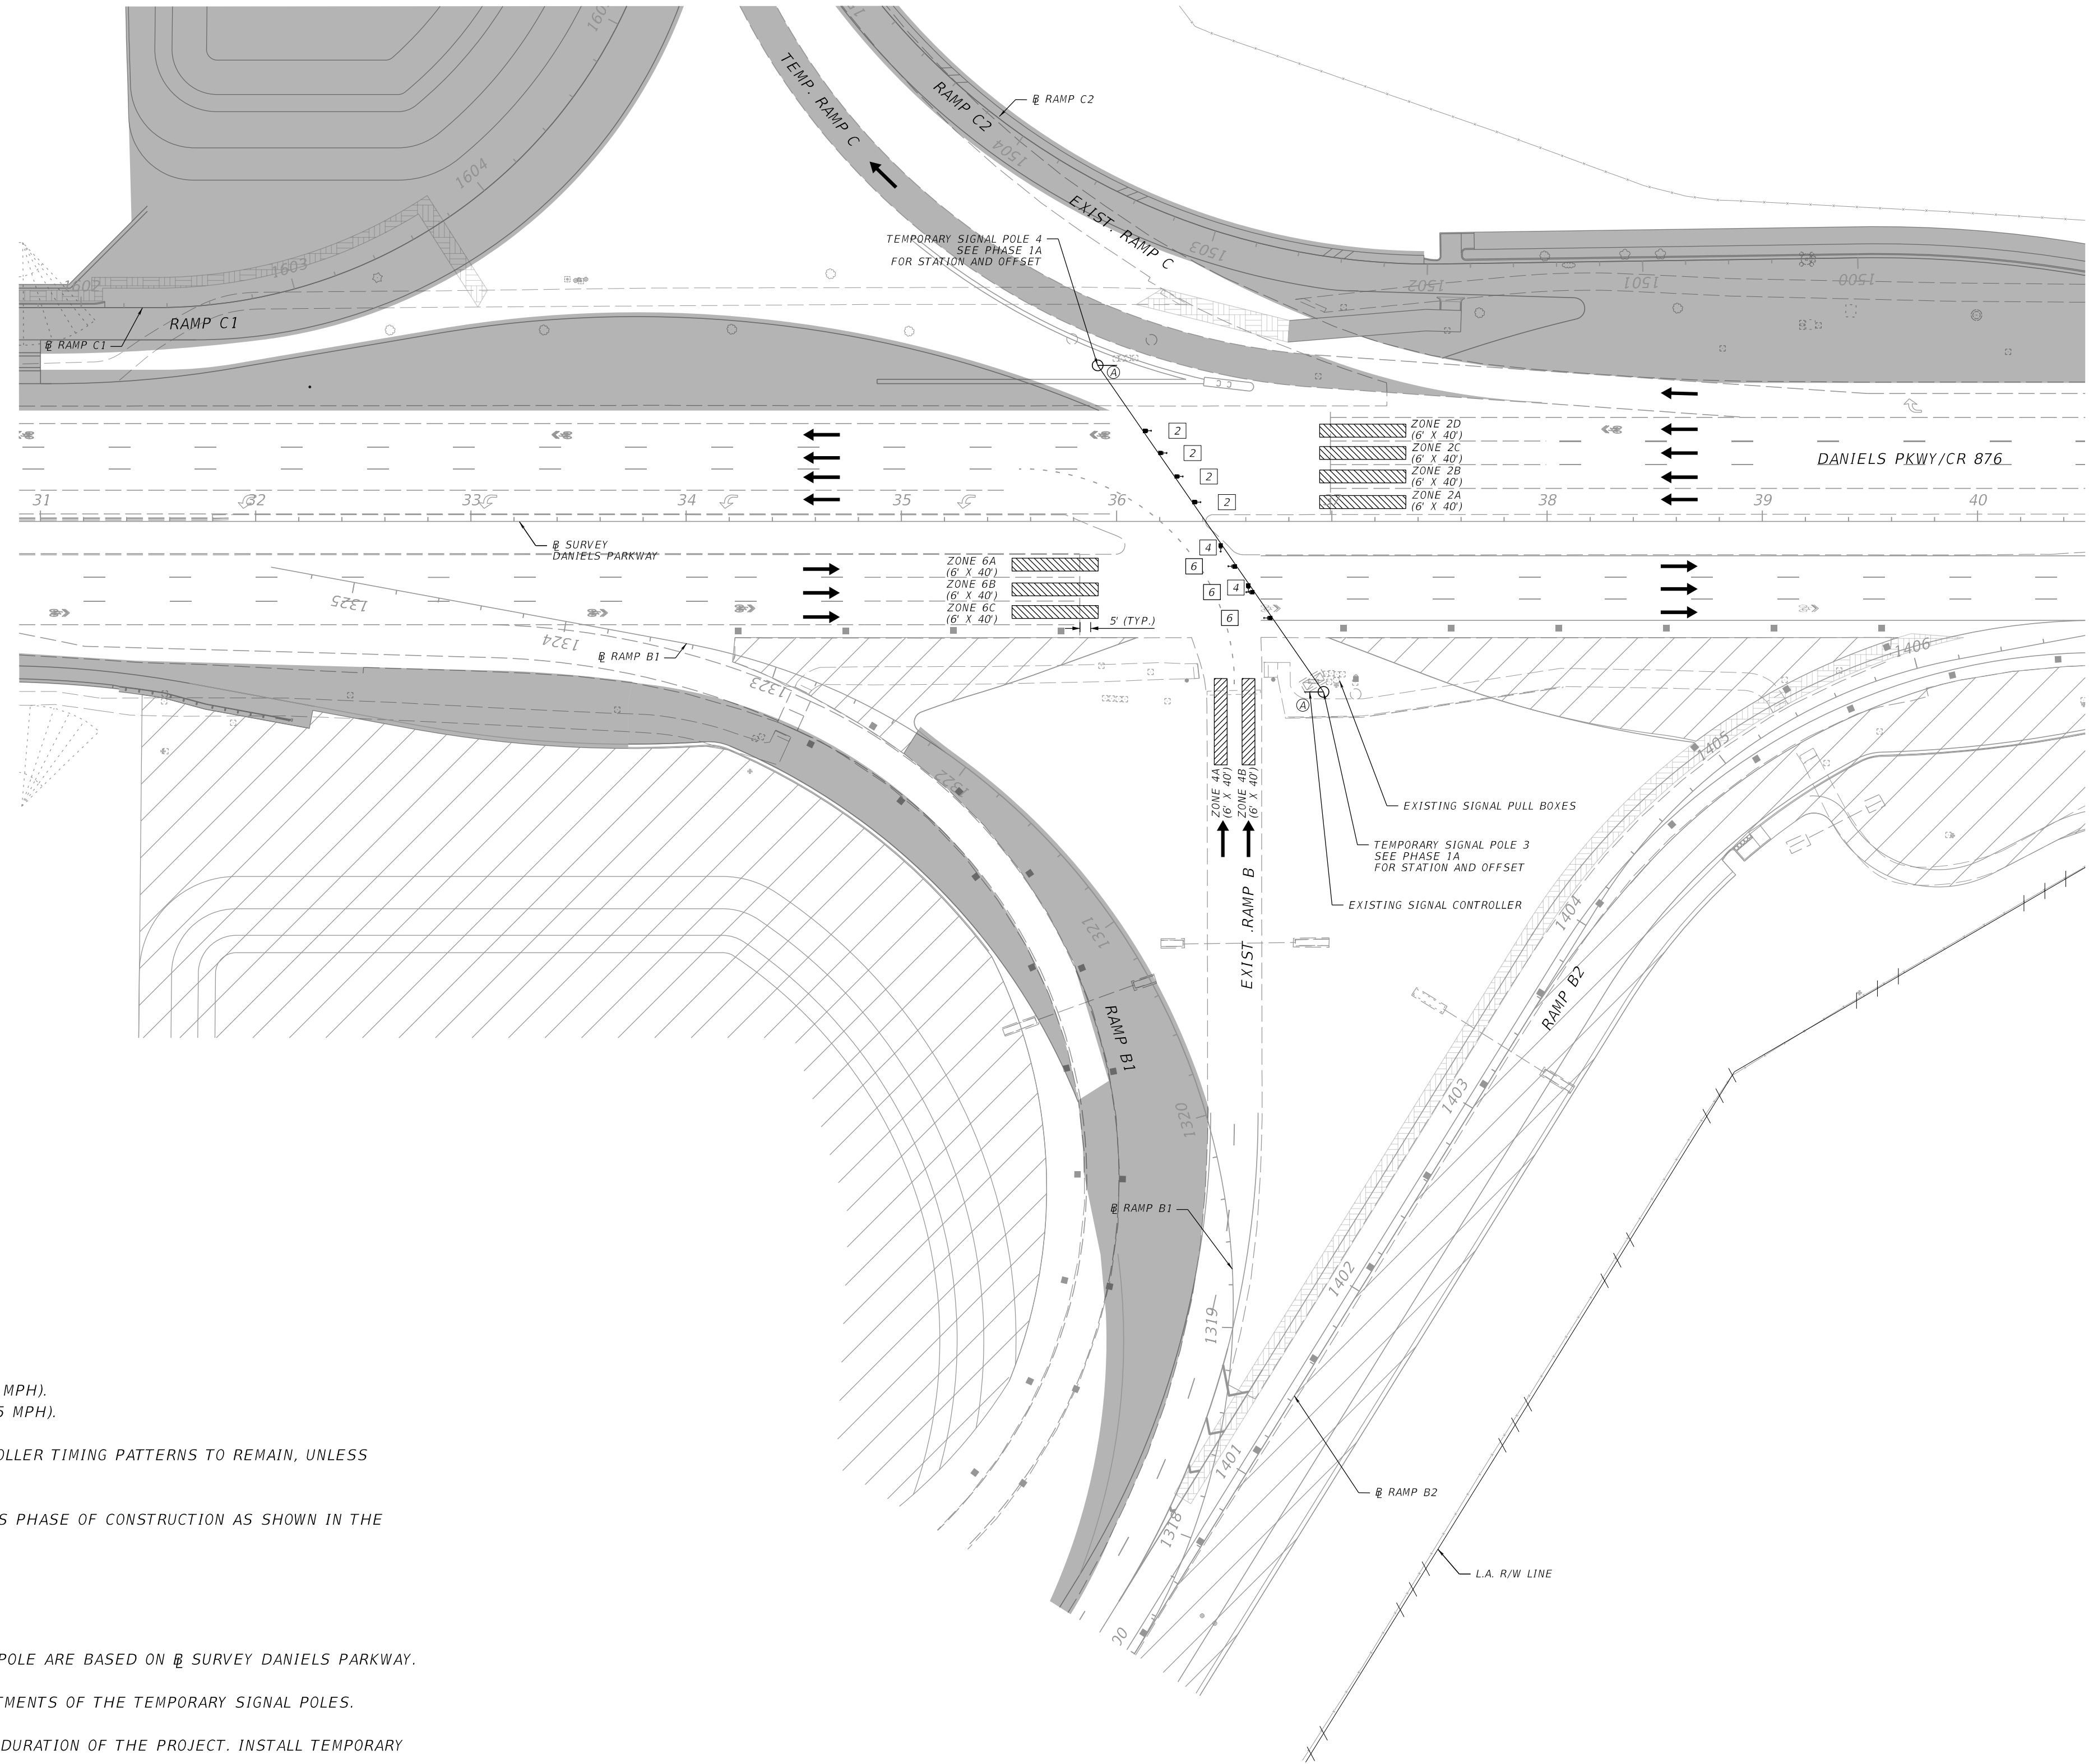 1604
TEMP. RAMP C
RAMP C2
℄ RAMP C2
1504
EXIST. RAMP C
1503
1502
1501
1500
1603
TEMPORARY SIGNAL POLE 4
SEE PHASE 1A
FOR STATION AND OFFSET
RAMP C1
℄ RAMP C1
A
2
2
2
2
ZONE 2D
(6' X 40')
ZONE 2C
(6' X 40')
ZONE 2B
(6' X 40')
ZONE 2A
(6' X 40')
DANIELS PKWY/CR 876
31
32
33
34
35
36
38
39
40
℄ SURVEY
DANIELS PARKWAY
ZONE 6A
(6' X 40')
ZONE 6B
(6' X 40')
ZONE 6C
(6' X 40')
5' (TYP.)
4
6
4
6
6
1325
1324
1323
1322
℄ RAMP B1
1406
1405
1404
A
ZONE 4A
(6' X 40')
ZONE 4B
(6' X 40')
EXISTING SIGNAL PULL BOXES
TEMPORARY SIGNAL POLE 3
SEE PHASE 1A
FOR STATION AND OFFSET
EXISTING SIGNAL CONTROLLER
EXIST .RAMP B
1321
RAMP B1
RAMP B2
1403
1320
℄ RAMP B1
1402
1319
1401
1318
℄ RAMP B2
L.A. R/W LINE
MPH).
MPH).
OLLER TIMING PATTERNS TO REMAIN, UNLESS
S PHASE OF CONSTRUCTION AS SHOWN IN THE
POLE ARE BASED ON ℄ SURVEY DANIELS PARKWAY.
TMENTS OF THE TEMPORARY SIGNAL POLES.
DURATION OF THE PROJECT. INSTALL TEMPORARY